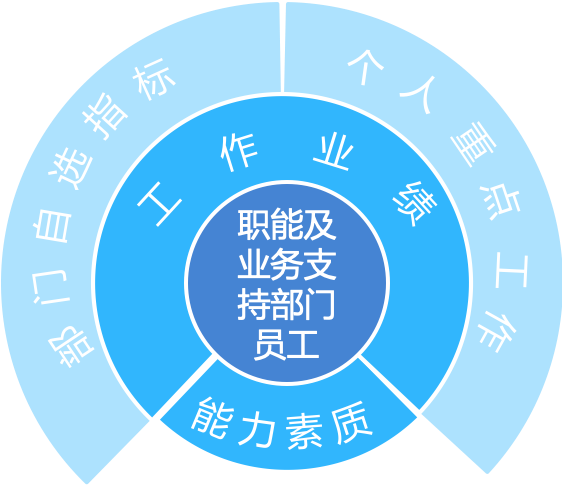 部门自选指标
个人重点工作
工作业绩
职能及
业务支
持部门
员工
能力素质